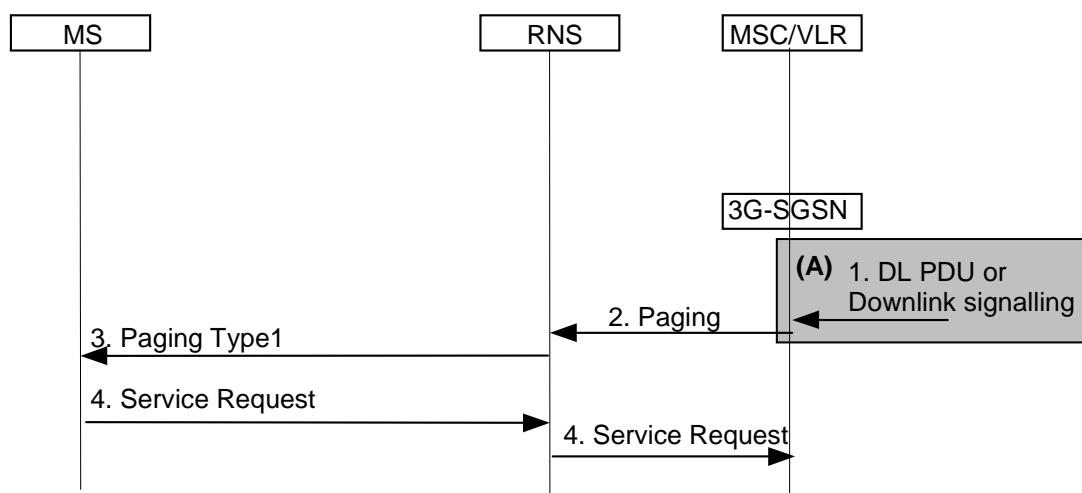 MS
RNS
MSC/VLR
3G-SGSN
(A)
1. DL PDU or
Downlink signalling
2. Paging
3. Paging Type1
4. Service Request
4. Service Request